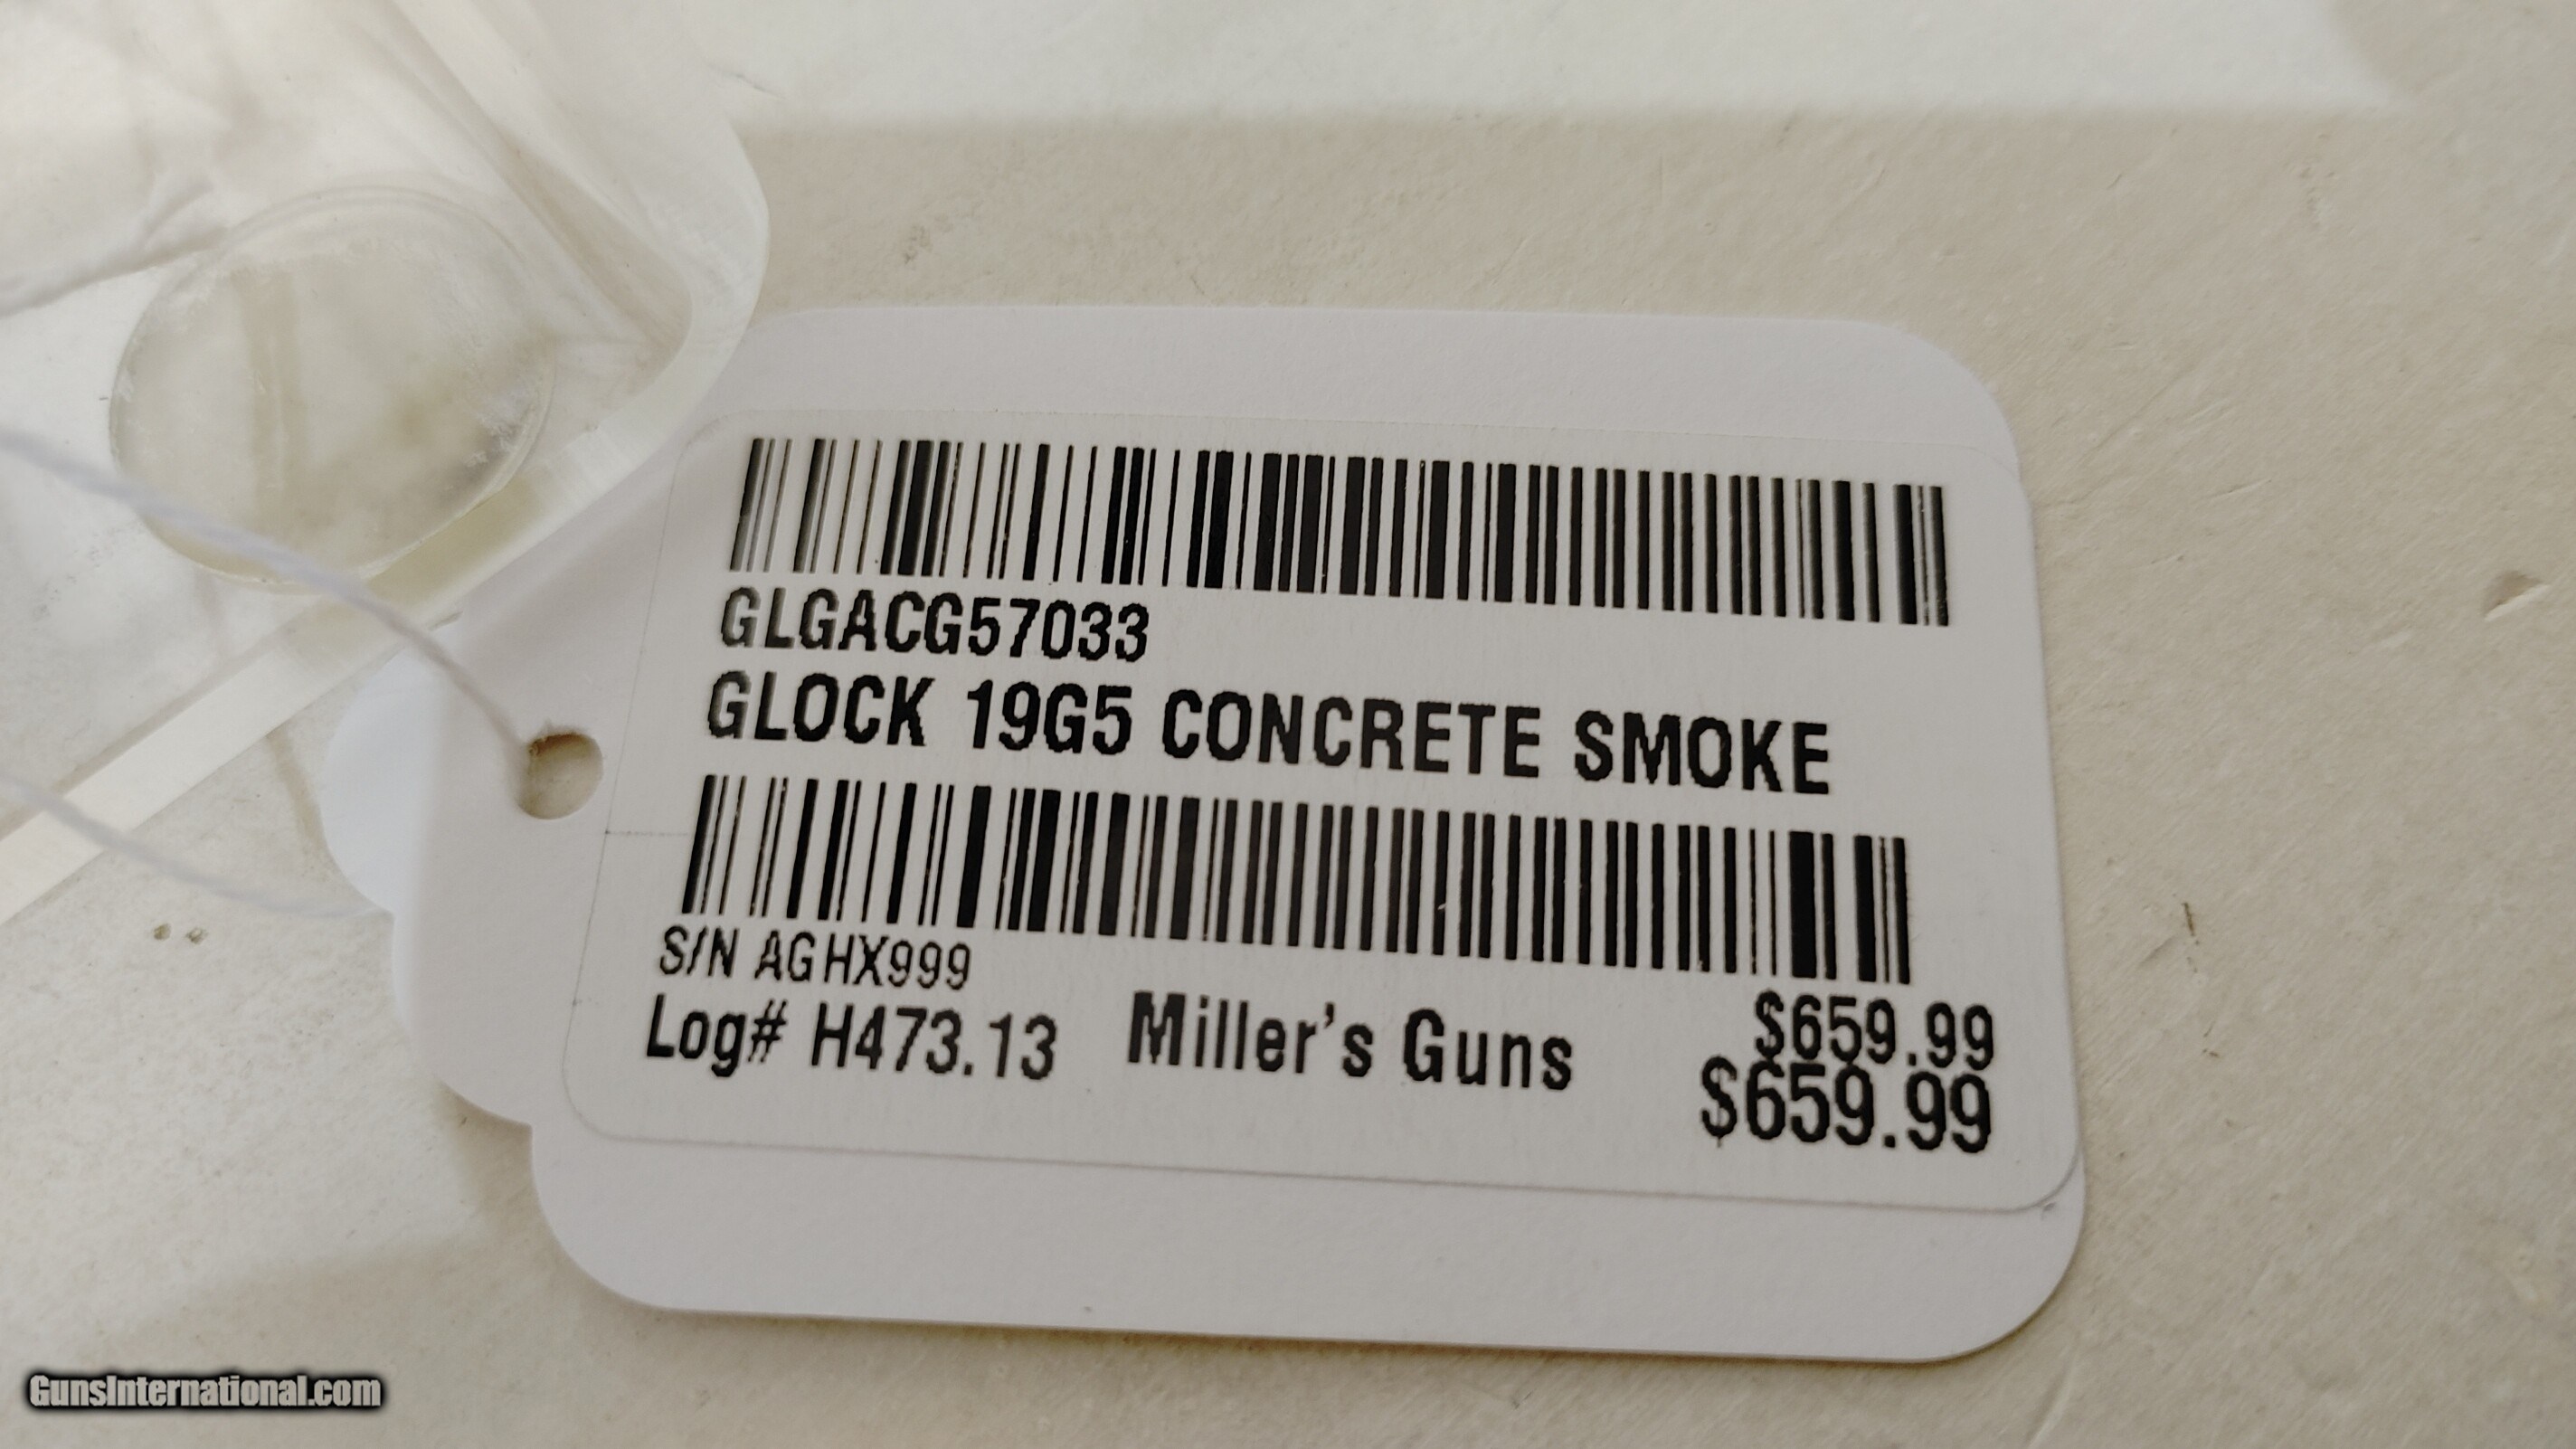 GLGACG57033
GLOCK 19G5 CONCRETE SMOKE
S/N AGHX999
$659.99
Log# H473.13 Miller's Guns
$659.99
GunsInternational.com